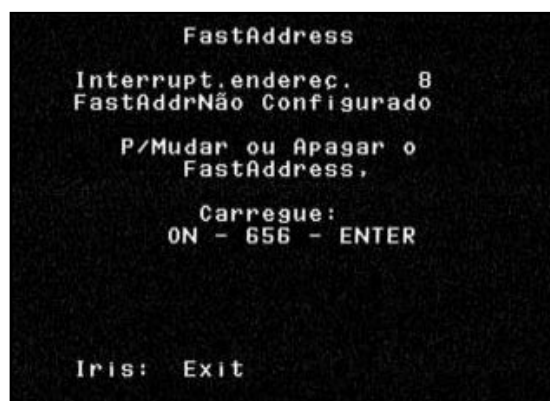 FastAddress
Interrupt.endereç. 8
FastAddrNão Configurado
P/Mudar ou Apagar o
FastAddress,
Carregue:
ON - 656 - ENTER
Iris: Exit